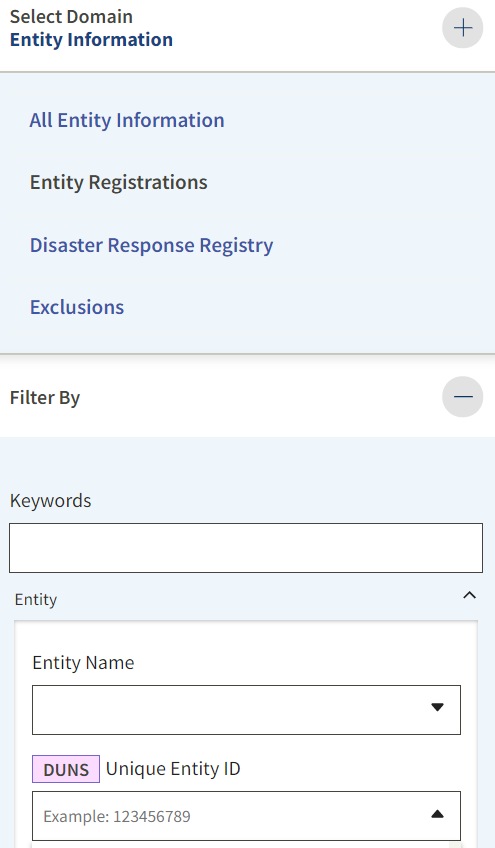 Select Domain
Entity Information
All Entity Information
Entity Registrations
Disaster Response Registry
Exclusions
Filter By
Keywords
Entity
Entity Name
DUNS Unique Entity ID
Example: 123456789